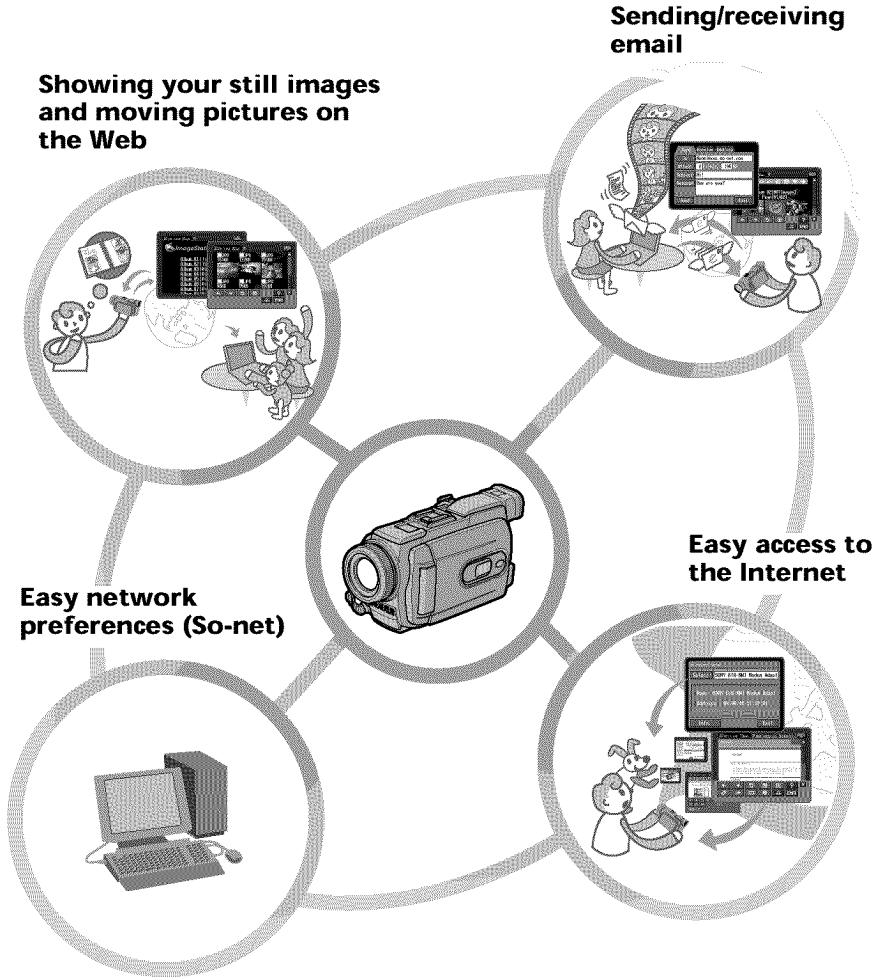 Sending/receiving
email
Showing your still images
and moving pictures on
the Web
ImageStation
Easy access to
the Internet
Easy network
preferences (So-net)